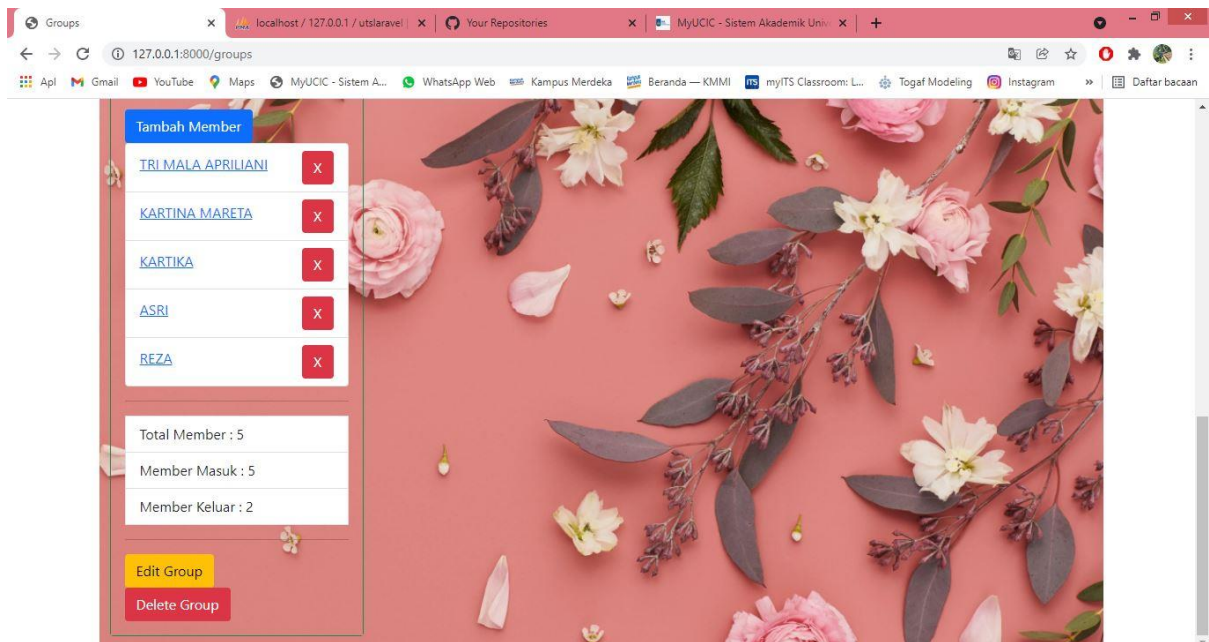 Groups
localhost / 127.0.0.1 / utslaravel |
Your Repositories
MyUCIC - Sistem Akademik Univ
127.0.0.1:8000/groups
Apl
Gmail
YouTube
Maps
MyUCIC - Sistem A...
WhatsApp Web
Kampus Merdeka
Beranda — KMMI
ITS
myITS Classroom: L...
Togaf Modeling
Instagram
»
Daftar bacaan
Tambah Member
TRI MALA APRILIANI
X
KARTINA MARETA
X
KARTIKA
X
ASRI
X
REZA
X
Total Member : 5
Member Masuk : 5
Member Keluar : 2
Edit Group
Delete Group